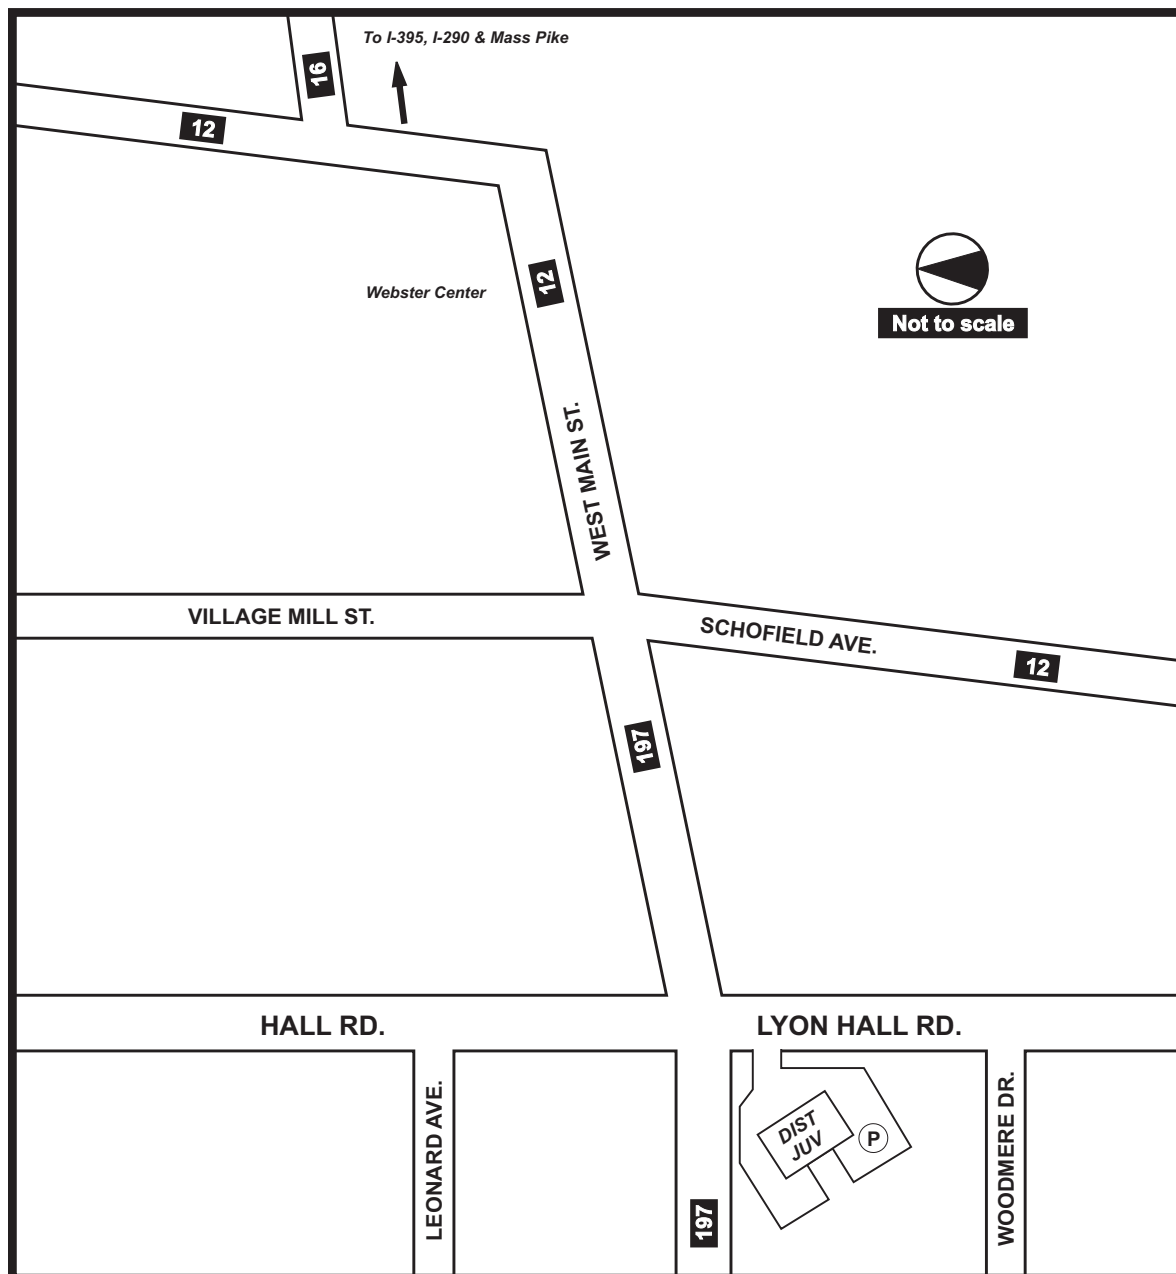 To I-395, I-290 & Mass Pike
16
12
12
Webster Center
Not to scale
WEST MAIN ST.
VILLAGE MILL ST.
SCHOFIELD AVE.
12
197
HALL RD.
LYON HALL RD.
LEONARD AVE.
DIST
JUV
P
WOODMERE DR.
197